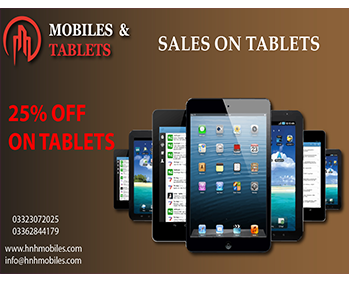 MOBILES &
TABLETS
SALES ON TABLETS
25% OFF
ON TABLETS
03323072025
03362844179
www.hnhmobiles.com
info@hnhmobiles.com